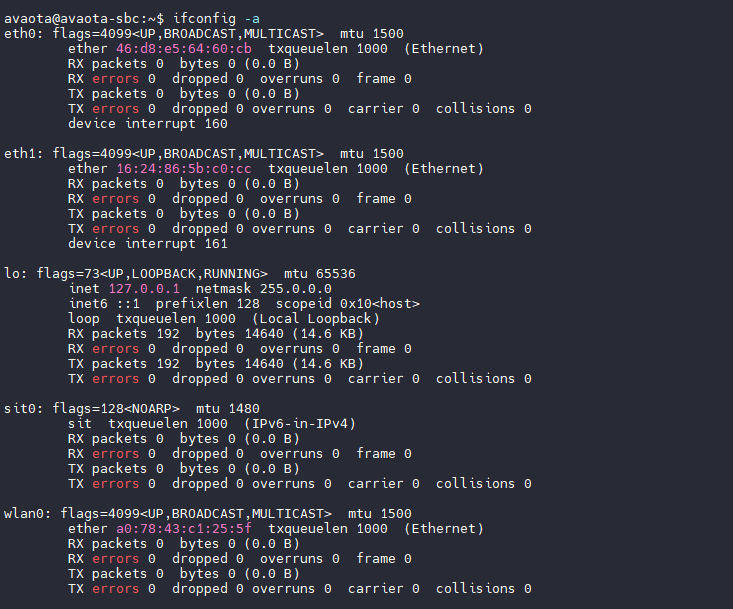 avaota@avaota-sbc:~$ ifconfig -a
eth0: flags=4099<UP,BROADCAST,MULTICAST>  mtu 1500
        ether 46:d8:e5:64:60:cb  txqueuelen 1000  (Ethernet)
        RX packets 0  bytes 0 (0.0 B)
        RX errors 0  dropped 0  overruns 0  frame 0
        TX packets 0  bytes 0 (0.0 B)
        TX errors 0  dropped 0 overruns 0  carrier 0  collisions 0
        device interrupt 160

eth1: flags=4099<UP,BROADCAST,MULTICAST>  mtu 1500
        ether 16:24:86:5b:c0:cc  txqueuelen 1000  (Ethernet)
        RX packets 0  bytes 0 (0.0 B)
        RX errors 0  dropped 0  overruns 0  frame 0
        TX packets 0  bytes 0 (0.0 B)
        TX errors 0  dropped 0 overruns 0  carrier 0  collisions 0
        device interrupt 161

lo: flags=73<UP,LOOPBACK,RUNNING>  mtu 65536
        inet 127.0.0.1  netmask 255.0.0.0
        inet6 ::1  prefixlen 128  scopeid 0x10<host>
        loop  txqueuelen 1000  (Local Loopback)
        RX packets 192  bytes 14640 (14.6 KB)
        RX errors 0  dropped 0  overruns 0  frame 0
        TX packets 192  bytes 14640 (14.6 KB)
        TX errors 0  dropped 0 overruns 0  carrier 0  collisions 0

sit0: flags=128<NOARP>  mtu 1480
        sit  txqueuelen 1000  (IPv6-in-IPv4)
        RX packets 0  bytes 0 (0.0 B)
        RX errors 0  dropped 0  overruns 0  frame 0
        TX packets 0  bytes 0 (0.0 B)
        TX errors 0  dropped 0 overruns 0  carrier 0  collisions 0

wlan0: flags=4099<UP,BROADCAST,MULTICAST>  mtu 1500
        ether a0:78:43:c1:25:5f  txqueuelen 1000  (Ethernet)
        RX packets 0  bytes 0 (0.0 B)
        RX errors 0  dropped 0  overruns 0  frame 0
        TX packets 0  bytes 0 (0.0 B)
        TX errors 0  dropped 0 overruns 0  carrier 0  collisions 0